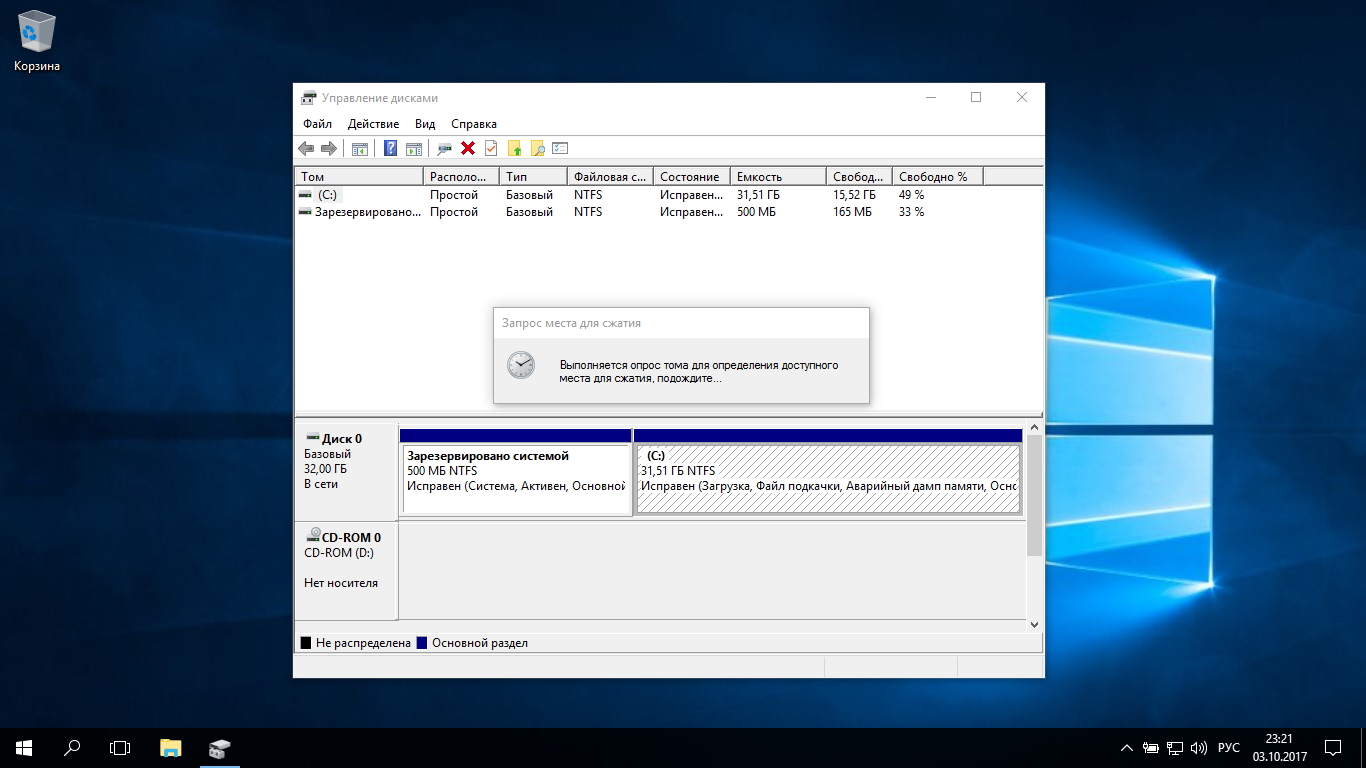 Корзина
Управление дисками
Файл Действие Вид Справка
Том Располо... Тип Файловая с... Состояние Емкость Свобод... Свободно %
(C:) Простой Базовый NTFS Исправен... 31,51 ГБ 15,52 ГБ 49 %
Зарезервировано... Простой Базовый NTFS Исправен... 500 МБ 165 МБ 33 %
Запрос места для сжатия
Выполняется опрос тома для определения доступного
места для сжатия, подождите...
Диск 0
Базовый
32,00 ГБ
В сети
Зарезервировано системой
500 МБ NTFS
Исправен (Система, Активен, Основной
(C:)
31,51 ГБ NTFS
Исправен (Загрузка, Файл подкачки, Аварийный дамп памяти, Осно
CD-ROM 0
CD-ROM (D:)
Нет носителя
Не распределена Основной раздел
РУС
23:21
03.10.2017